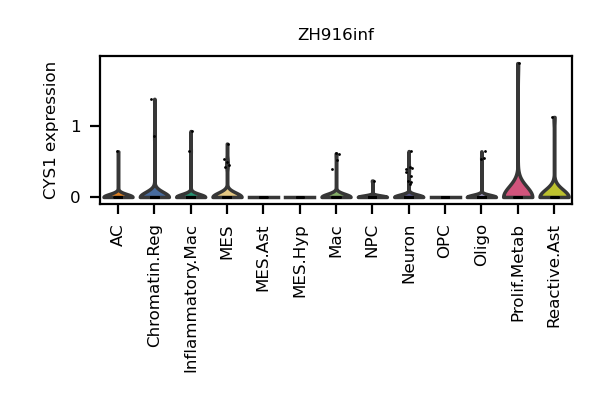 ZH916inf
CYS1 expression
1
0
AC
Chromatin.Reg
Inflammatory.Mac
MES
MES.Ast
MES.Hyp
Mac
NPC
Neuron
OPC
Oligo
Prolif.Metab
Reactive.Ast